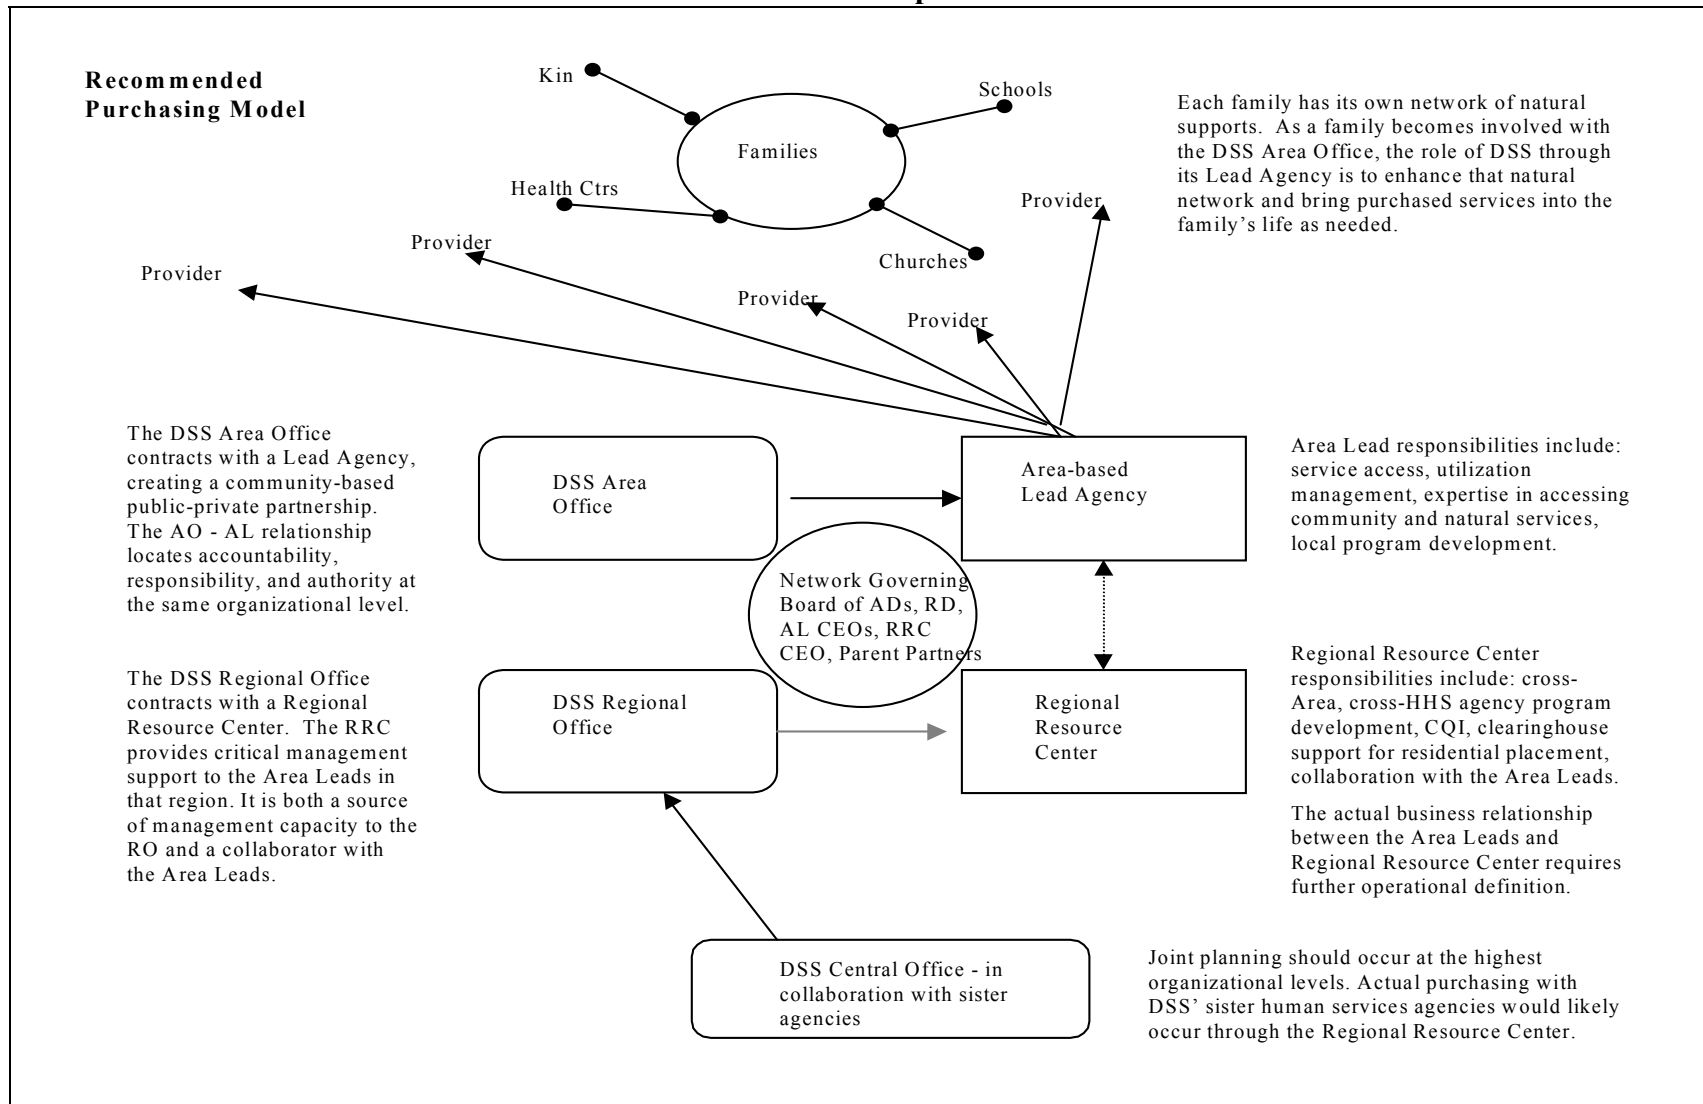 Recommended
Purchasing Model
Kin
Schools
Families
Health Ctrs
Churches
Provider
Provider
Provider
Provider
Provider
Each family has its own network of natural
supports. As a family becomes involved with
the DSS Area Office, the role of DSS through
its Lead Agency is to enhance that natural
network and bring purchased services into the
family's life as needed.
The DSS Area Office
contracts with a Lead Agency,
creating a community-based
public-private partnership.
The AO - AL relationship
locates accountability,
responsibility, and authority at
the same organizational level.
DSS Area
Office
Area-based
Lead Agency
Area Lead responsibilities include:
service access, utilization
management, expertise in accessing
community and natural services,
local program development.
Network Governing
Board of ADs, RD,
AL CEOs, RRC
CEO, Parent Partners
The DSS Regional Office
contracts with a Regional
Resource Center. The RRC
provides critical management
support to the Area Leads in
that region. It is both a source
of management capacity to the
RO and a collaborator with
the Area Leads.
DSS Regional
Office
Regional
Resource
Center
Regional Resource Center
responsibilities include: cross-
Area, cross-HHS agency program
development, CQI, clearinghouse
support for residential placement,
collaboration with the Area Leads.
The actual business relationship
between the Area Leads and
Regional Resource Center requires
further operational definition.
DSS Central Office - in
collaboration with sister
agencies
Joint planning should occur at the highest
organizational levels. Actual purchasing with
DSS' sister human services agencies would likely
occur through the Regional Resource Center.